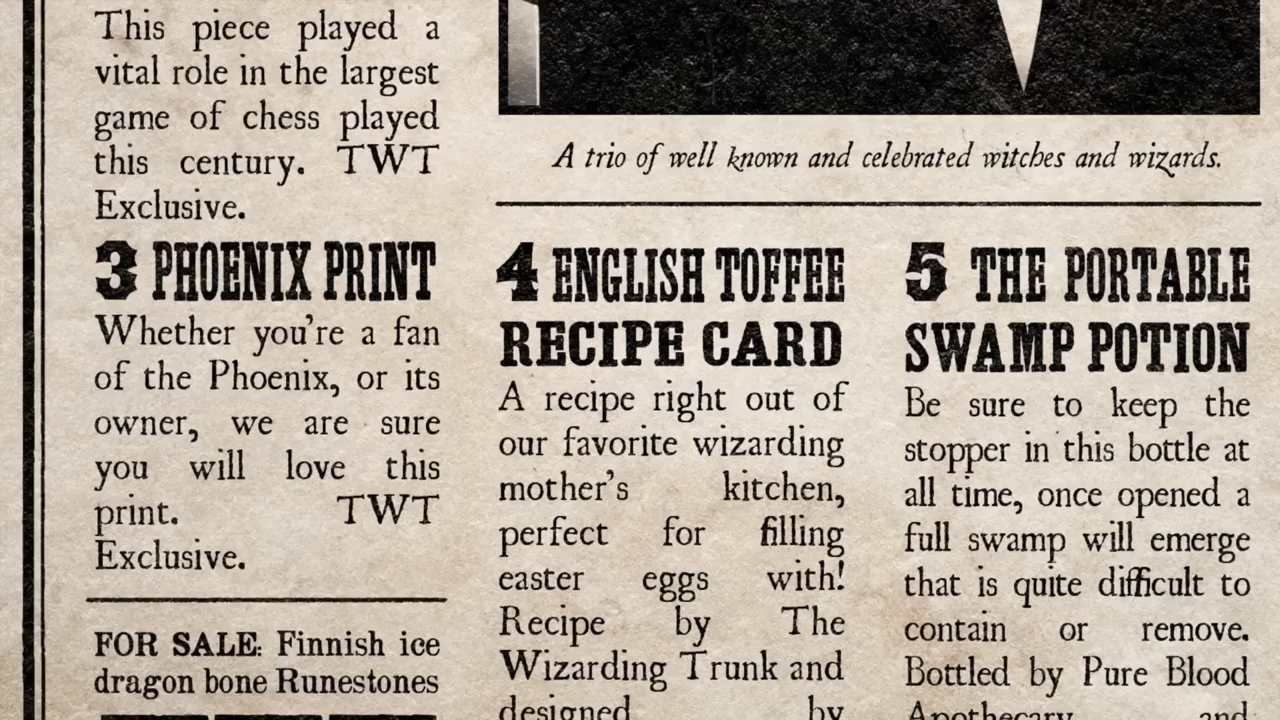 This piece played a
vital role in the largest
game of chess played
this century. TWT
Exclusive.
3 PHOENIX PRINT
Whether you're a fan
of the Phoenix, or its
owner, we are sure
you will love this
print. TWT
Exclusive.
FOR SALE: Finnish ice
dragon bone Runestones
A trio of well known and celebrated witches and wizards.
4 ENGLISH TOFFEE
RECIPE CARD
A recipe right out of
our favorite wizarding
mother's kitchen,
perfect for filling
easter eggs with!
Recipe by The
Wizarding Trunk and
designed by
5 THE PORTABLE
SWAMP POTION
Be sure to keep the
stopper in this bottle at
all time, once opened a
full swamp will emerge
that is quite difficult to
contain or remove.
Bottled by Pure Blood
Apothecary and